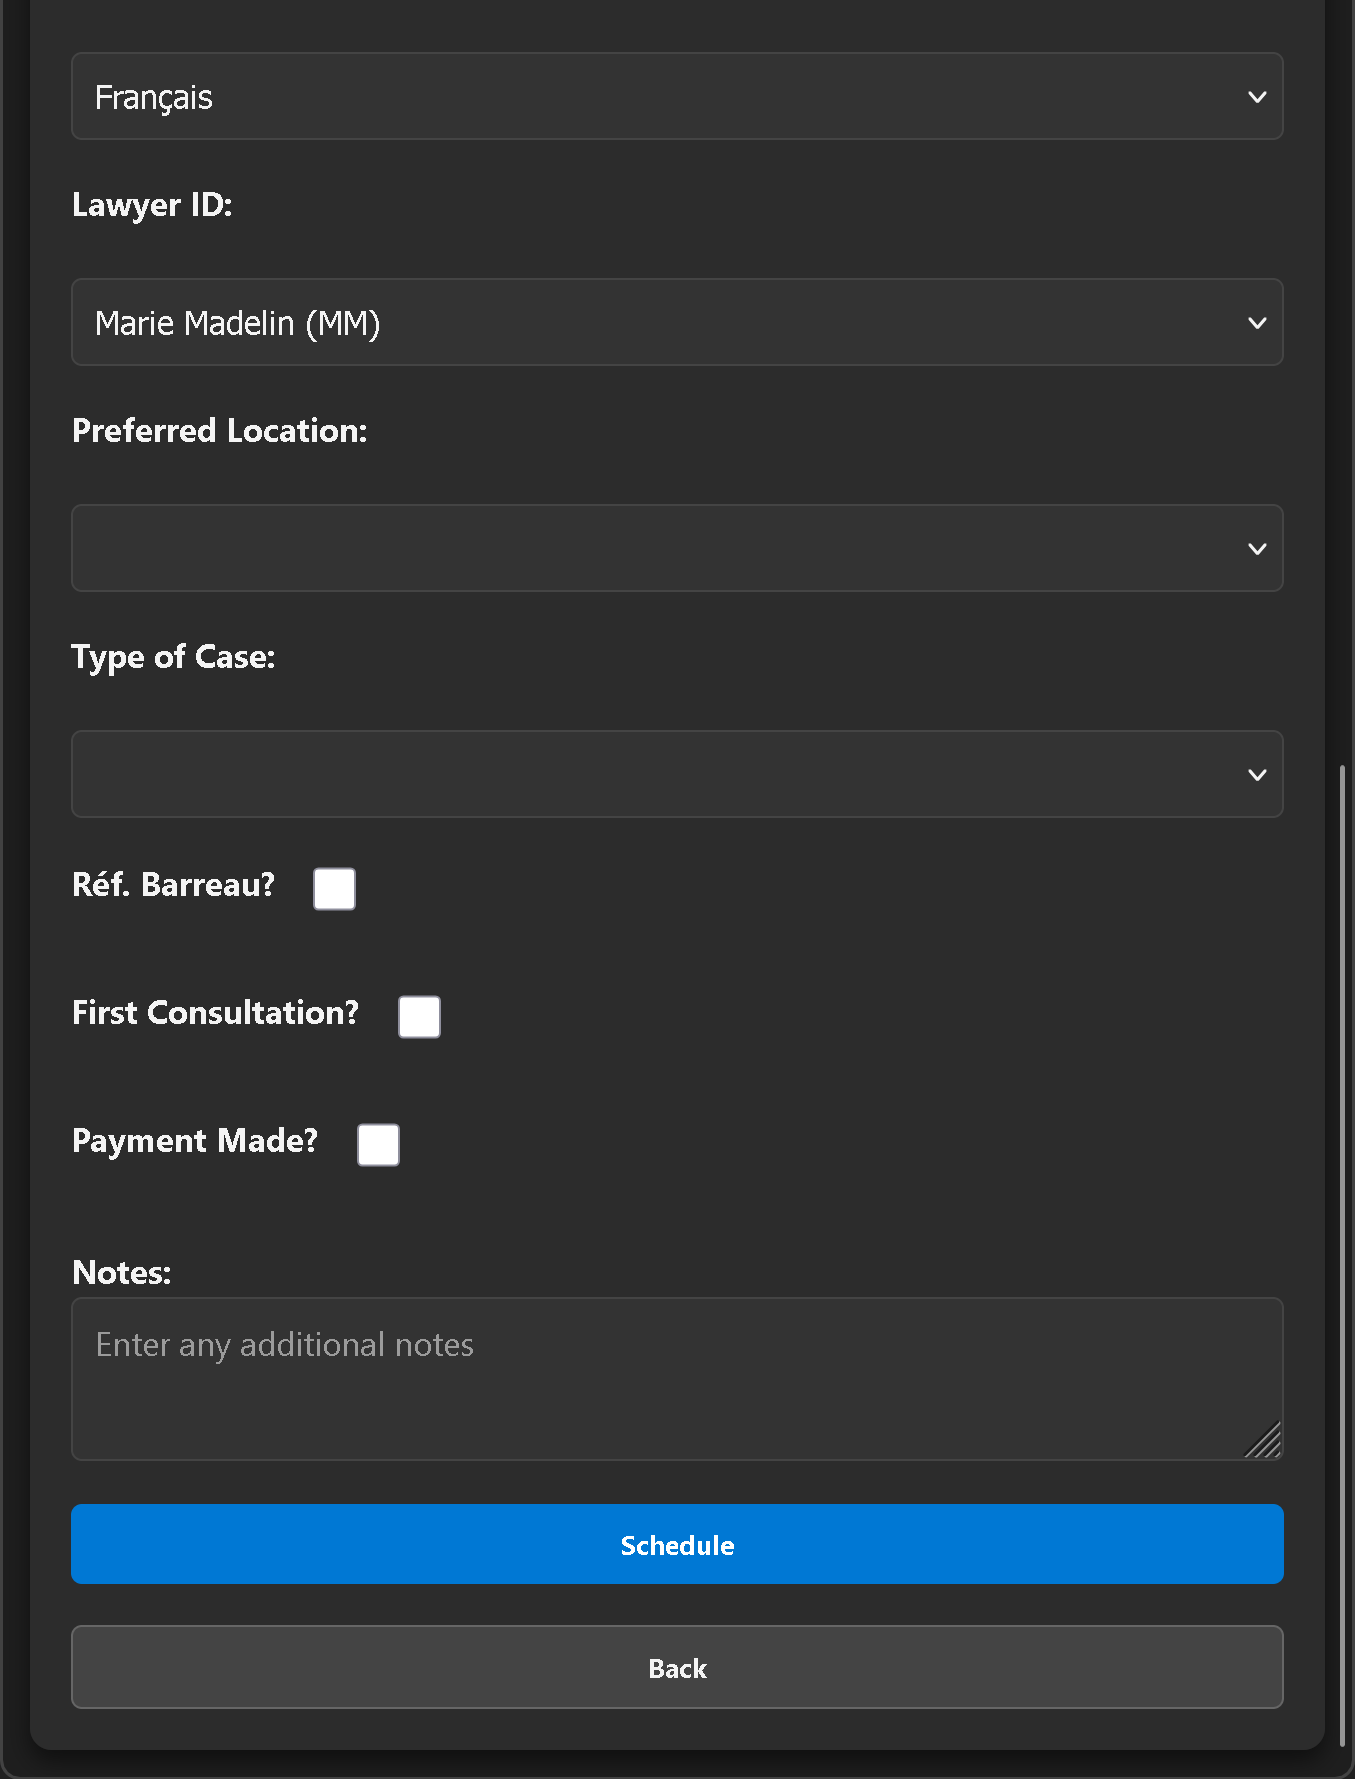 Français
Lawyer ID:
Marie Madelin (MM)
Preferred Location:
Type of Case:
Réf. Barreau?
First Consultation?
Payment Made?
Notes:
Enter any additional notes
Schedule
Back